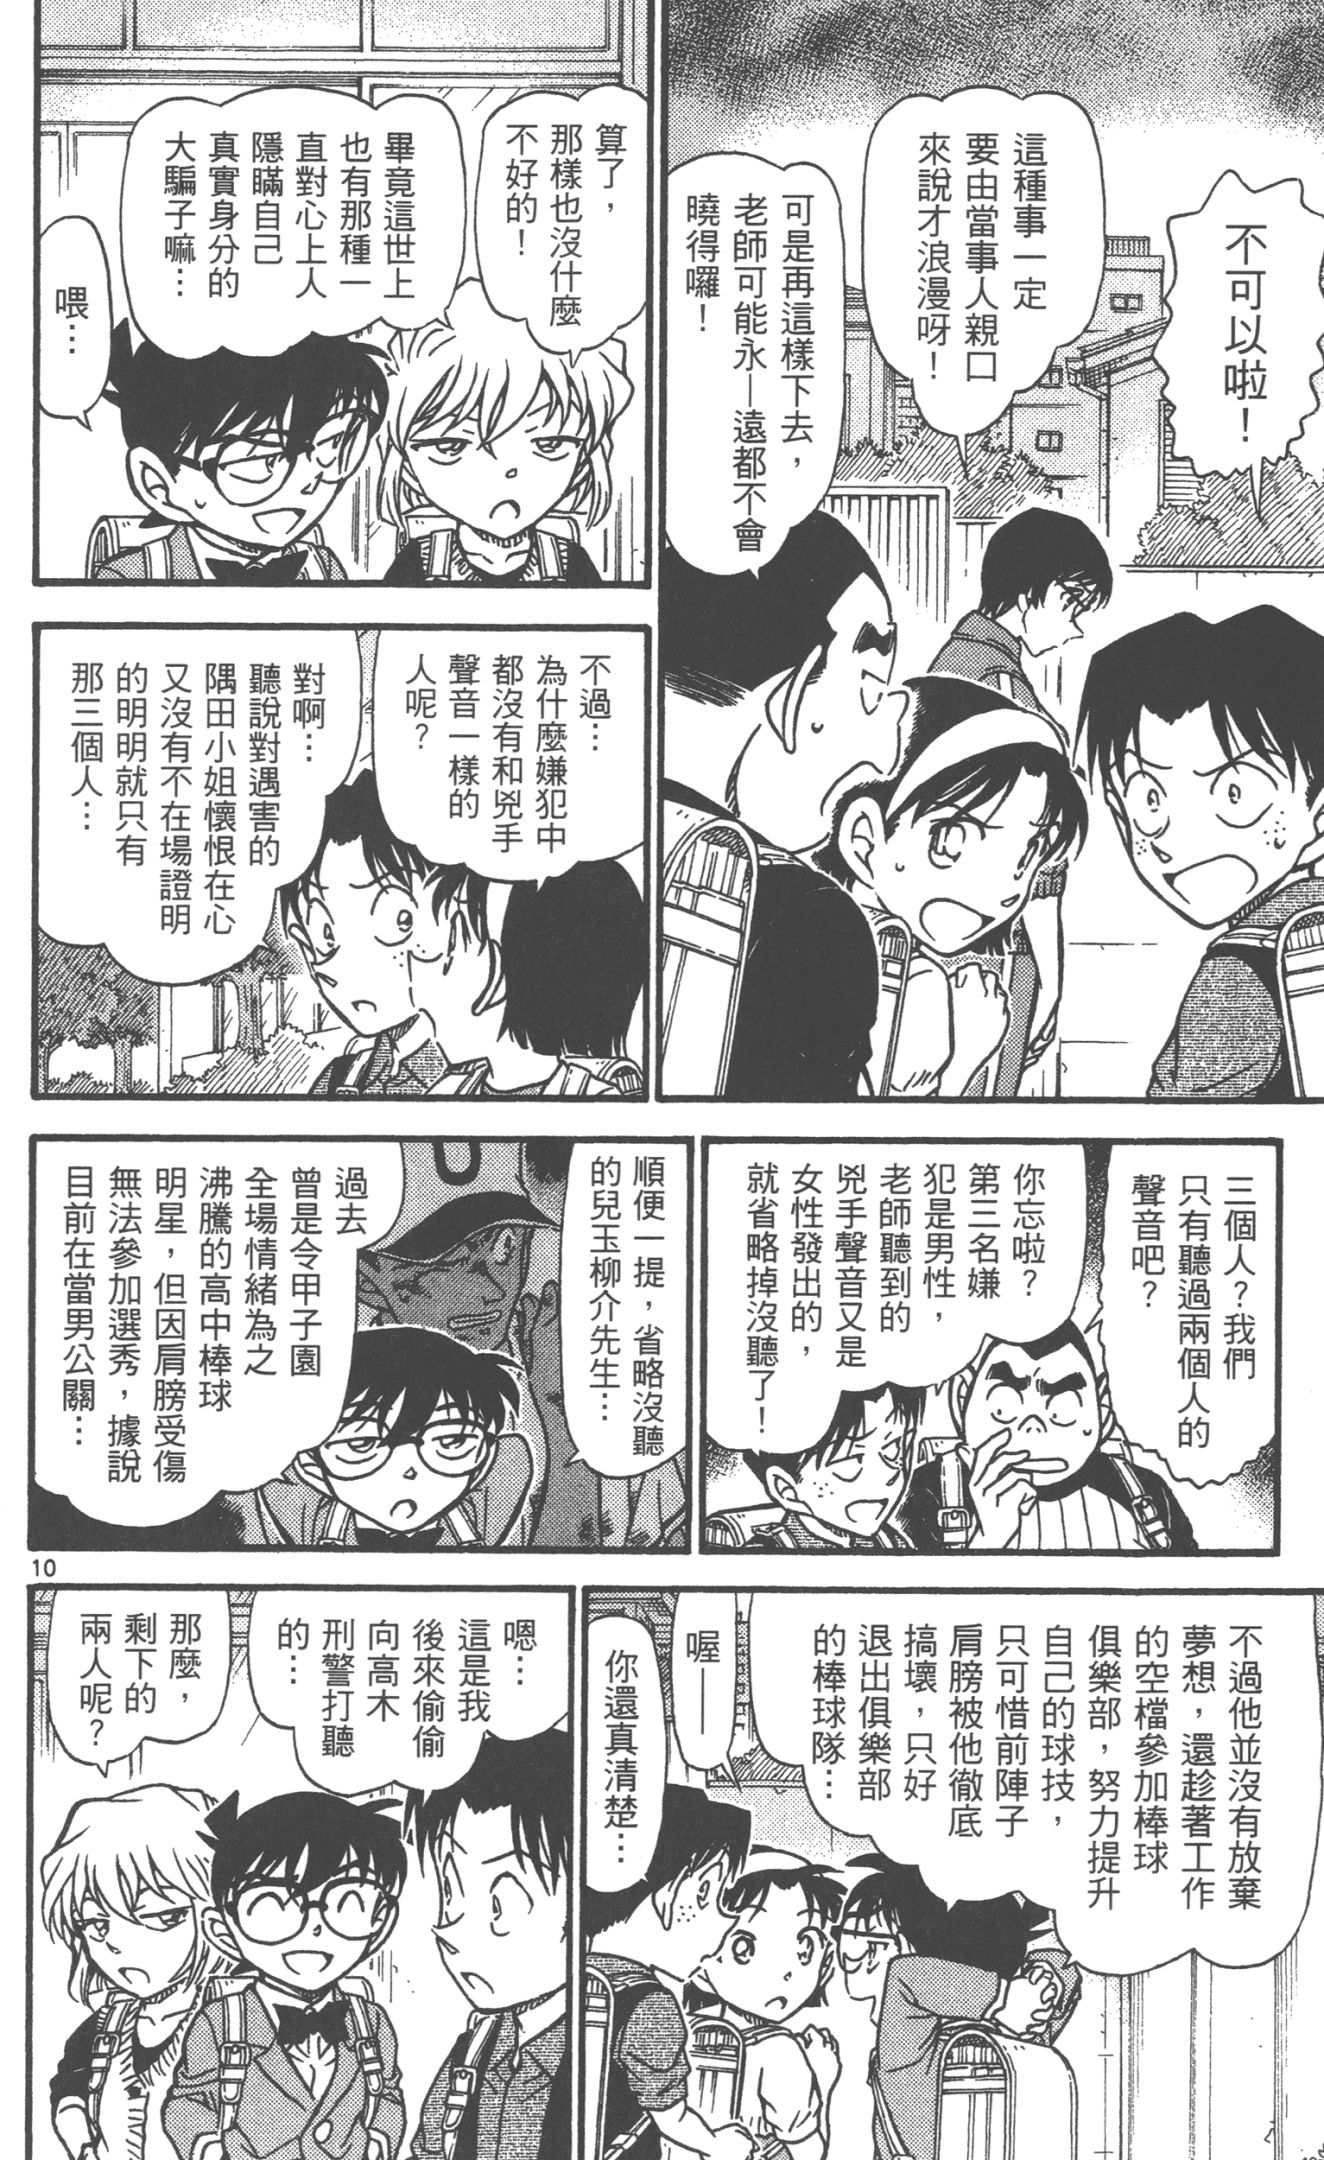 不可以啦！
這種事一定
要由當事人親口
來說才浪漫呀！
可是再這樣下去，
老師可能永—遠都不會
曉得囉！
算了，
那樣也沒什麼
不好的！
畢竟這世上
也有那種一
直對心上人
隱瞞自己
真實身分的
大騙子嘛…
喂…
不過…
為什麼嫌犯中
都沒有和兇手
聲音一樣的
人呢？
對啊…
聽說對遇害的
隅田小姐懷恨在心
又沒有不在場證明
的明明就只有
那三個人…
三個人？我們
只有聽過兩個人的
聲音吧？
你忘啦？
第三名嫌
犯是男性，
老師聽到的
兇手聲音又是
女性發出的，
就省略掉沒聽了！
順便一提，省略沒聽
的兒玉柳介先生…
過去
曾是令甲子園
全場情緒為之
沸騰的高中棒球
明星，但因肩膀受傷
無法參加選秀，據說
目前在當男公關…
10
不過他並沒有放棄
夢想，還趁著工作
的空檔參加棒球
俱樂部，努力提升
自己的球技，
只可惜前陣子
肩膀被他徹底
搞壞，只好
退出俱樂部
的棒球隊…
喔——
你還真清楚…
嗯…
這是我
後來偷偷
向高木
刑警打聽
的…
那麼，
剩下的
兩人呢？